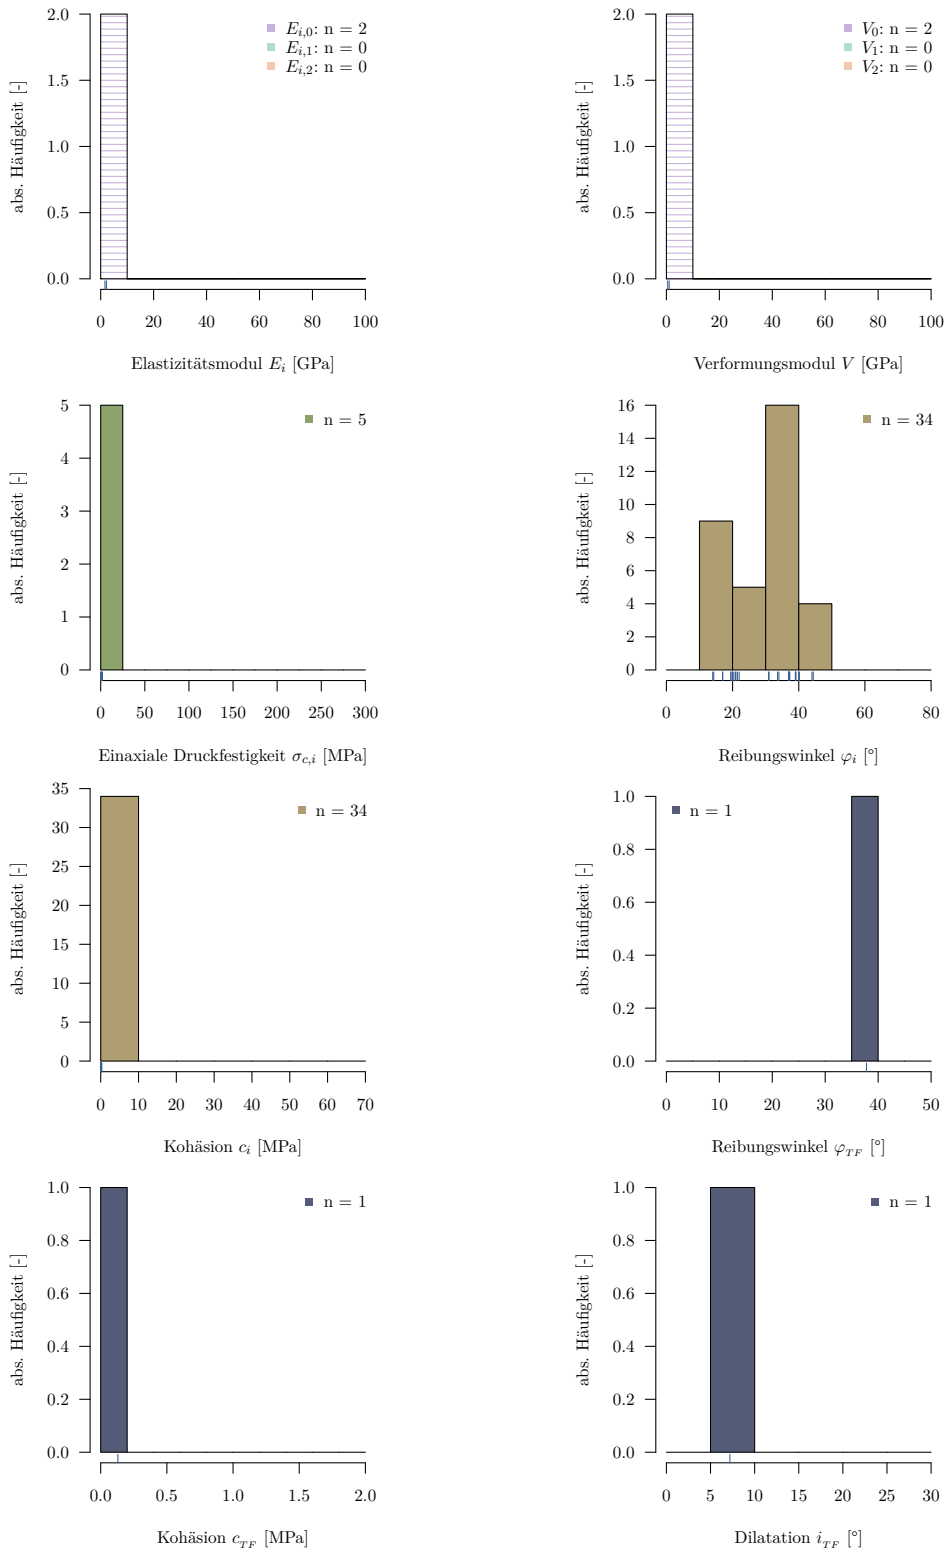 2.0
1.5
1.0
0.5
0.0
abs. Häufigkeit [-]
E_{i,0}: n = 2
E_{i,1}: n = 0
E_{i,2}: n = 0
0 20 40 60 80 100
Elastizitätsmodul E_i [GPa]
2.0
1.5
1.0
0.5
0.0
abs. Häufigkeit [-]
V_0: n = 2
V_1: n = 0
V_2: n = 0
0 20 40 60 80 100
Verformungsmodul V [GPa]
5
4
3
2
1
0
abs. Häufigkeit [-]
n = 5
0 50 100 150 200 250 300
Einaxiale Druckfestigkeit σ_{c,i} [MPa]
16
14
12
10
8
6
4
2
0
abs. Häufigkeit [-]
n = 34
0 20 40 60 80
Reibungswinkel φ_i [°]
35
30
25
20
15
10
5
0
abs. Häufigkeit [-]
n = 34
0 10 20 30 40 50 60 70
Kohäsion c_i [MPa]
1.0
0.8
0.6
0.4
0.2
0.0
abs. Häufigkeit [-]
n = 1
0 10 20 30 40 50
Reibungswinkel φ_{TF} [°]
1.0
0.8
0.6
0.4
0.2
0.0
abs. Häufigkeit [-]
n = 1
0.0 0.5 1.0 1.5 2.0
Kohäsion c_{TF} [MPa]
1.0
0.8
0.6
0.4
0.2
0.0
abs. Häufigkeit [-]
n = 1
0 5 10 15 20 25 30
Dilatation i_{TF} [°]